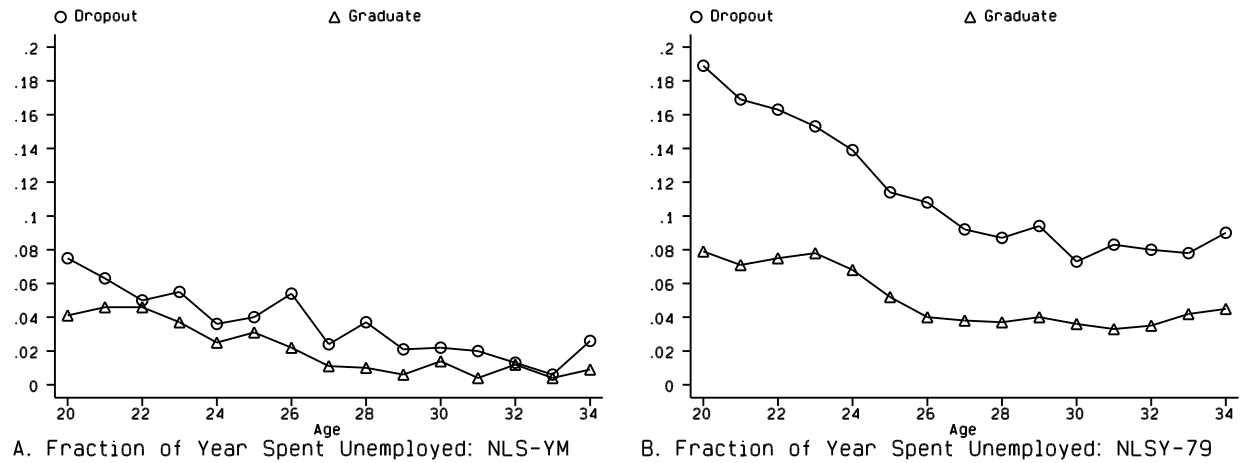 Dropout Graduate
.2
.18
.16
.14
.12
.1
.08
.06
.04
.02
0
20 22 24 26 28 30 32 34
Age
A. Fraction of Year Spent Unemployed: NLS-YM
Dropout Graduate
.2
.18
.16
.14
.12
.1
.08
.06
.04
.02
0
20 22 24 26 28 30 32 34
Age
B. Fraction of Year Spent Unemployed: NLSY-79